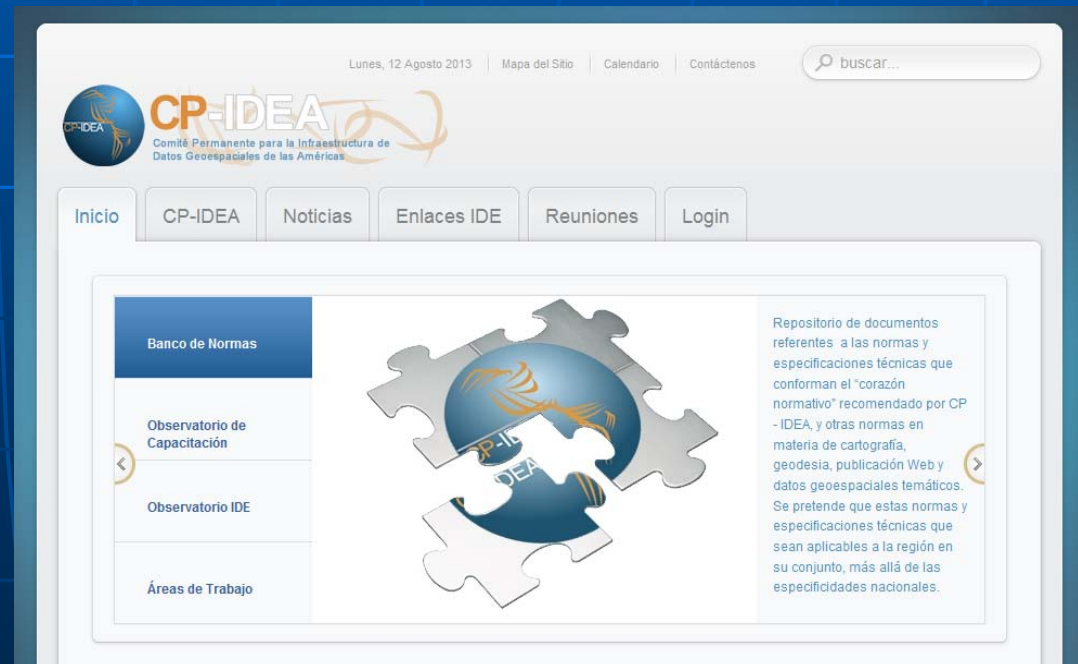 Lunes, 12 Agosto 2013 Mapa del Sitio Calendario Contáctenos buscar...
CP-IDEA
CP-IDEA
Comité Permanente para la Infraestructura de
Datos Geoespaciales de las Américas
Inicio CP-IDEA Noticias Enlaces IDE Reuniones Login
Banco de Normas
Observatorio de
Capacitación
Observatorio IDE
Áreas de Trabajo
Repositorio de documentos
referentes a las normas y
especificaciones técnicas que
conforman el “corazón
normativo” recomendado por CP
- IDEA, y otras normas en
materia de cartografía,
geodesia, publicación Web y
datos geoespaciales temáticos.
Se pretende que estas normas y
especificaciones técnicas que
sean aplicables a la región en
su conjunto, más allá de las
especificidades nacionales.